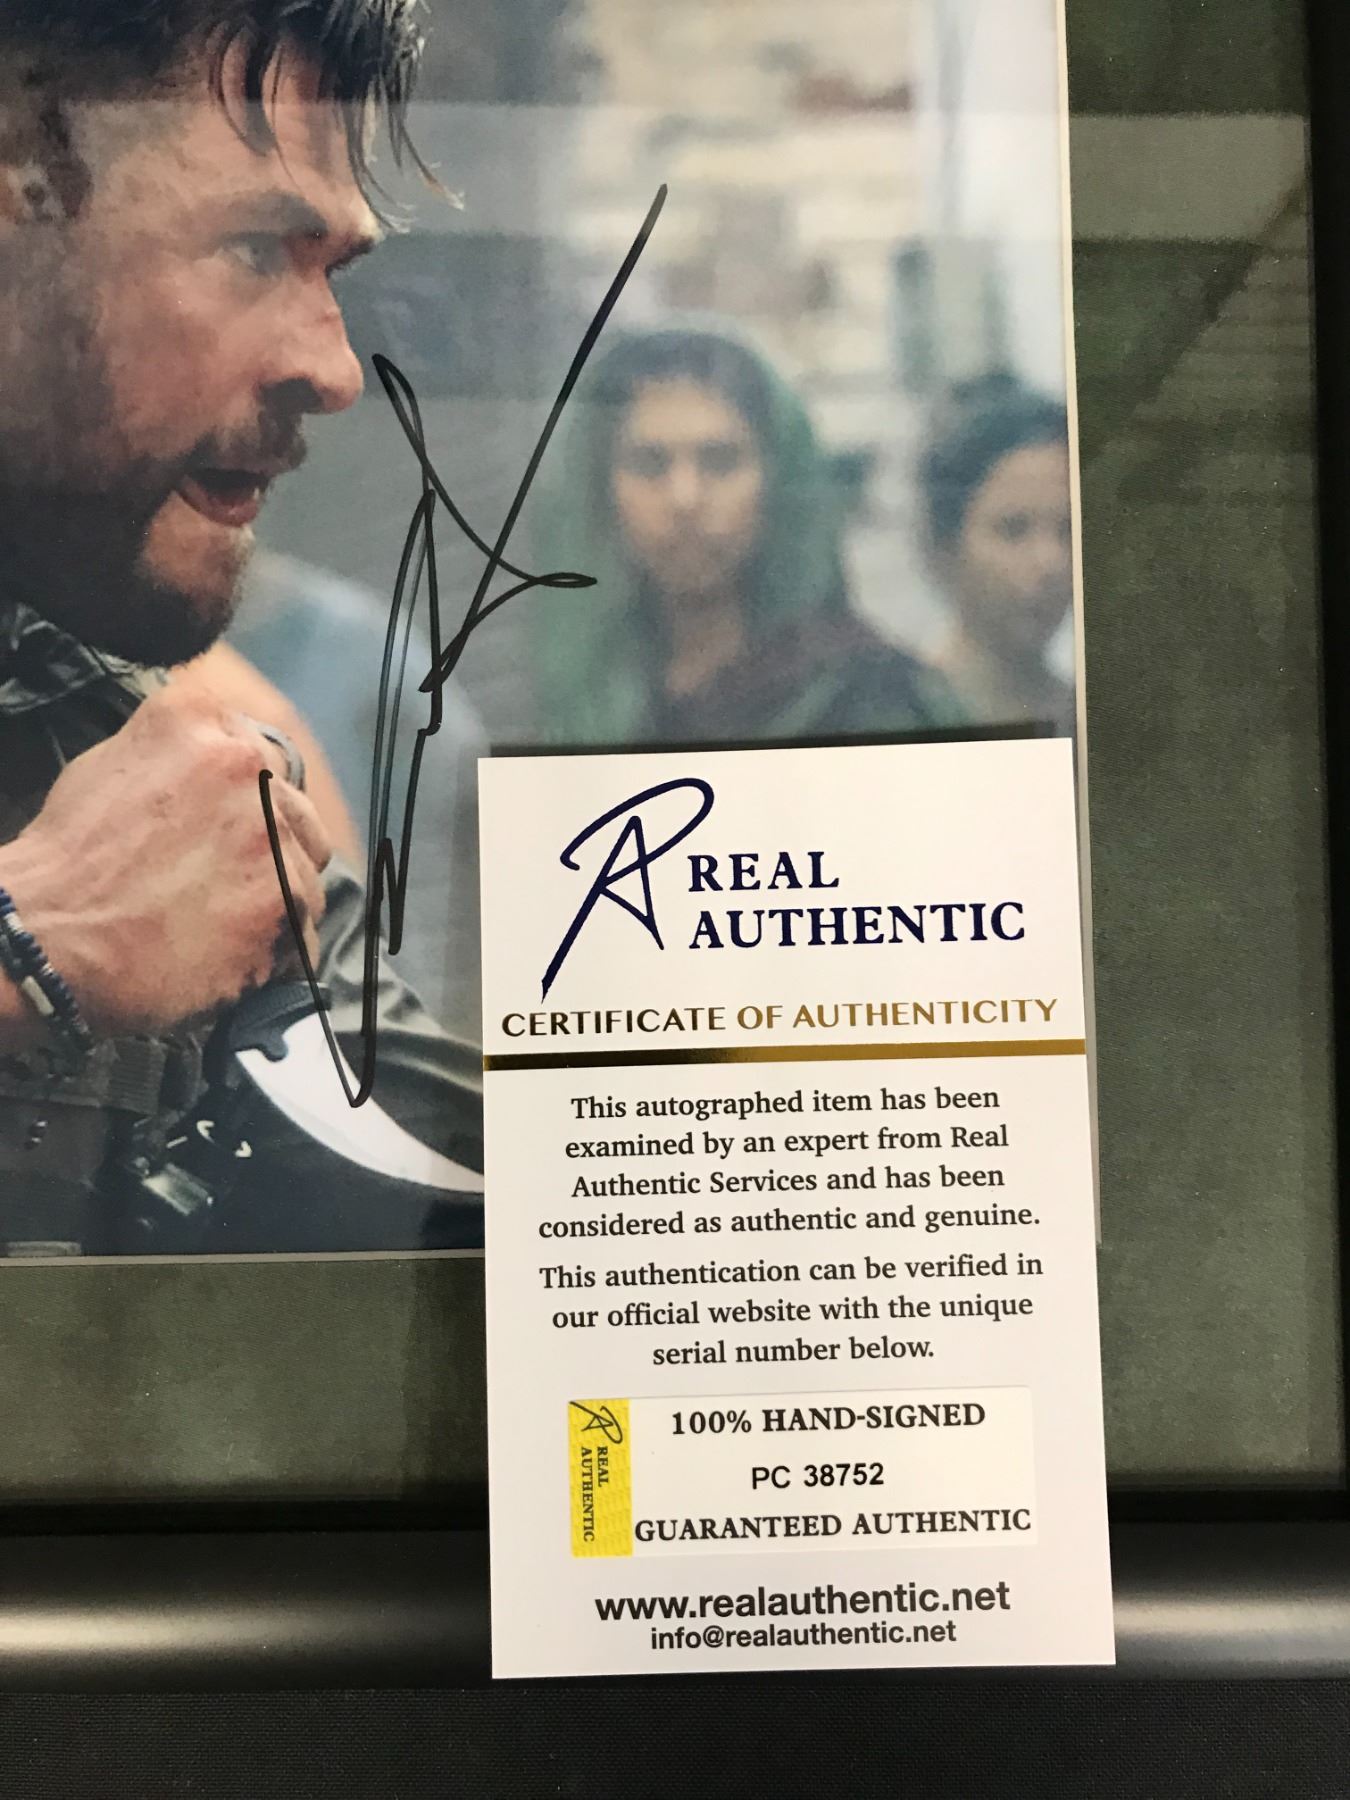 REAL
AUTHENTIC
CERTIFICATE OF AUTHENTICITY
This autographed item has been
examined by an expert from Real
Authentic Services and has been
considered as authentic and genuine.
This authentication can be verified in
our official website with the unique
serial number below.
REAL
AUTHENTIC
100% HAND-SIGNED
PC 38752
GUARANTEED AUTHENTIC
www.realauthentic.net
info@realauthentic.net